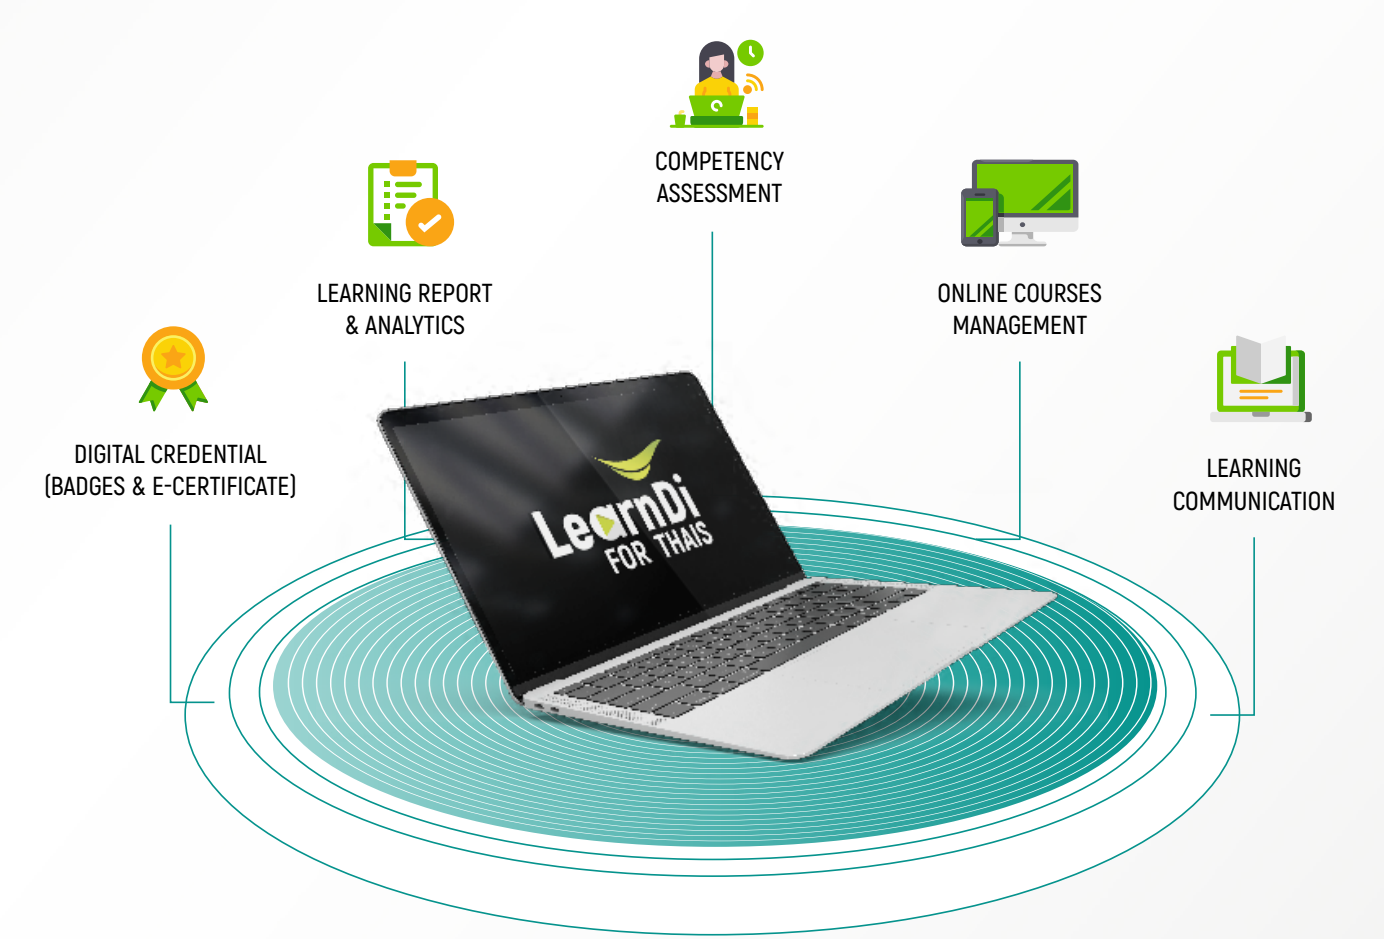 COMPETENCY
ASSESSMENT
LEARNING REPORT
& ANALYTICS
ONLINE COURSES
MANAGEMENT
DIGITAL CREDENTIAL
(BADGES & E-CERTIFICATE)
LEARNING
COMMUNICATION
LearnDi
FOR THAIS